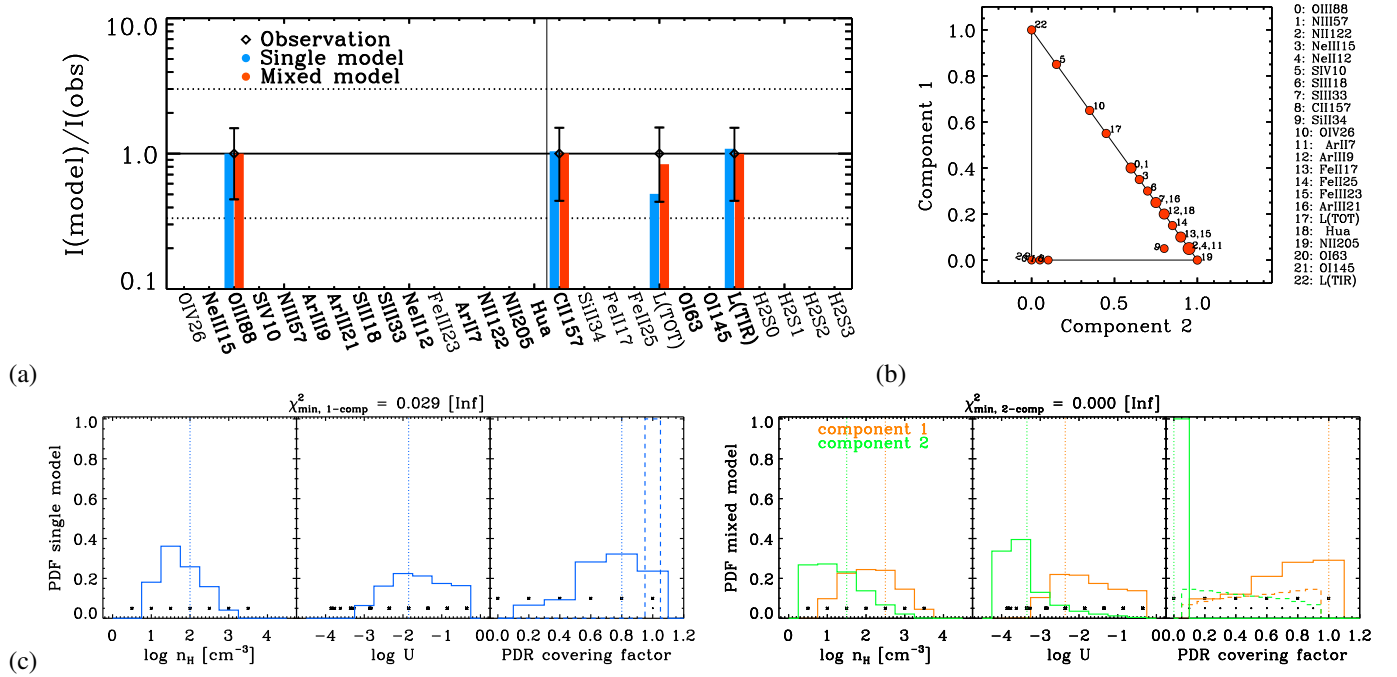 10.0
1.0
0.1
I(model)/I(obs)
Observation
Single model
Mixed model
OIV26
NeIII15
OIII88
SIV10
NIII57
ArIII9
ArIII21
SIII18
SIII33
NeII12
FeIII23
ArII7
NII122
NII205
Hua
CII157
SiII34
FeII17
FeII25
L(TOT)
OI63
OI145
L(TIR)
H2S0
H2S1
H2S2
H2S3
(a)
1.0
0.8
0.6
0.4
0.2
0.0
Component 1
22
5
10
17
0,1
3
6
7,16
12,18
14
13,15
2,4,11
9
19
0.0 0.5 1.0
Component 2
0: OIII88
1: NIII57
2: NII122
3: NeIII15
4: NeII12
5: SIV10
6: SIII18
7: SIII33
8: CII157
9: SiII34
10: OIV26
11: ArII7
12: ArIII9
13: FeII17
14: FeII25
15: FeIII23
16: ArIII21
17: L(TOT)
18: Hua
19: NII205
20: OI63
21: OI145
22: L(TIR)
(b)
χ²min, 1-comp = 0.029 [Inf]
1.0
0.8
0.6
0.4
0.2
0.0
PDF single model
0 1 2 3 4
log nH [cm⁻³]
−4 −3 −2 −1 0
log U
0.0 0.2 0.4 0.6 0.8 1.0 1.2
PDR covering factor
χ²min, 2-comp = 0.000 [Inf]
component 1
component 2
1.0
0.8
0.6
0.4
0.2
0.0
PDF mixed model
0 1 2 3 4
log nH [cm⁻³]
−4 −3 −2 −1 0
log U
0.0 0.2 0.4 0.6 0.8 1.0 1.2
PDR covering factor
(c)